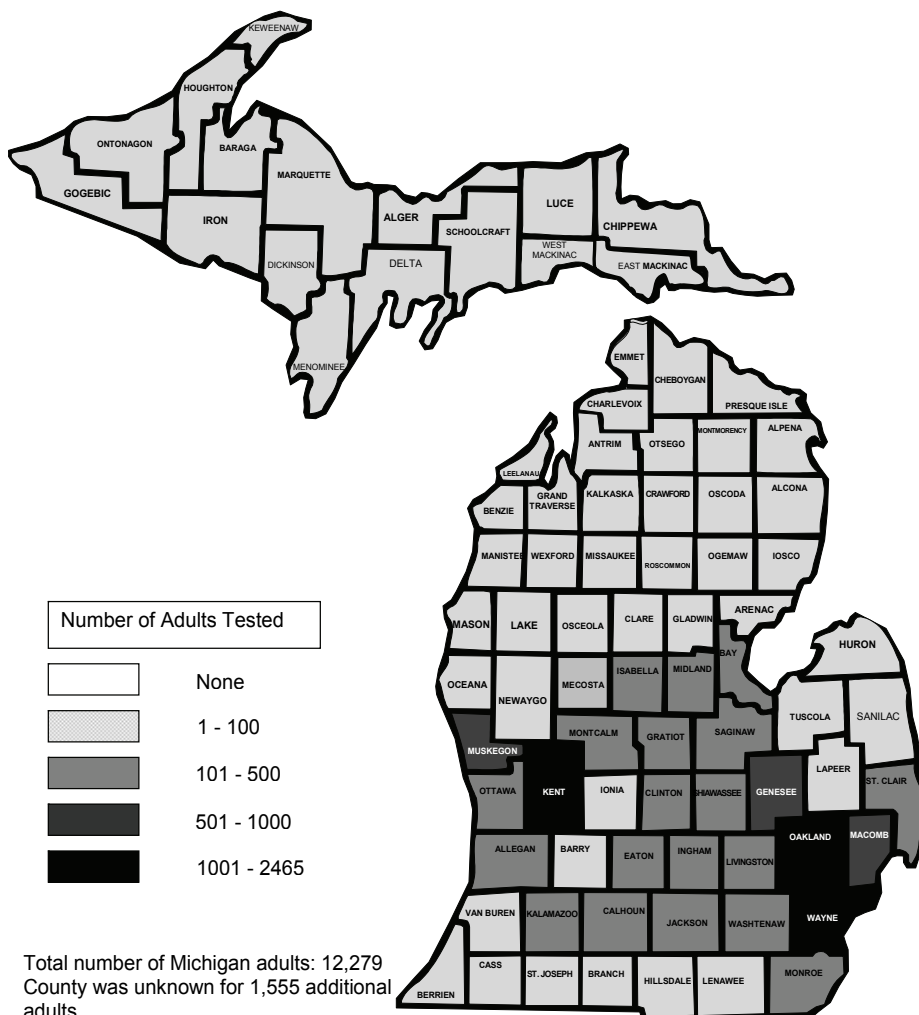 KEWEENAW
HOUGHTON
ONTONAGON
BARAGA
MARQUETTE
GOGEBIC
IRON
ALGER
LUCE
SCHOOLCRAFT
CHIPPEWA
DICKINSON
DELTA
WEST
MACKINAC
EAST MACKINAC
MENOMINEE
EMMET
CHEBOYGAN
CHARLEVOIX
PRESQUE ISLE
ANTRIM
OTSEGO
MONTMORENCY
ALPENA
LEELANAU
BENZIE
GRAND
TRAVERSE
KALKASKA
CRAWFORD
OSCODA
ALCONA
MANISTEE
WEXFORD
MISSAUKEE
ROSCOMMON
OGEMAW
IOSCO
MASON
LAKE
OSCEOLA
CLARE
GLADWIN
ARENAC
HURON
BAY
OCEANA
NEWAYGO
MECOSTA
ISABELLA
MIDLAND
TUSCOLA
SANILAC
MUSKEGON
MONTCALM
GRATIOT
SAGINAW
LAPEER
ST. CLAIR
OTTAWA
KENT
IONIA
CLINTON
SHIAWASSEE
GENESEE
OAKLAND
MACOMB
ALLEGAN
BARRY
EATON
INGHAM
LIVINGSTON
VAN BUREN
KALAMAZOO
CALHOUN
JACKSON
WASHTENAW
WAYNE
BERRIEN
CASS
ST. JOSEPH
BRANCH
HILLSDALE
LENAWEE
MONROE
Number of Adults Tested
None
1 - 100
101 - 500
501 - 1000
1001 - 2465
Total number of Michigan adults: 12,279
County was unknown for 1,555 additional
adults